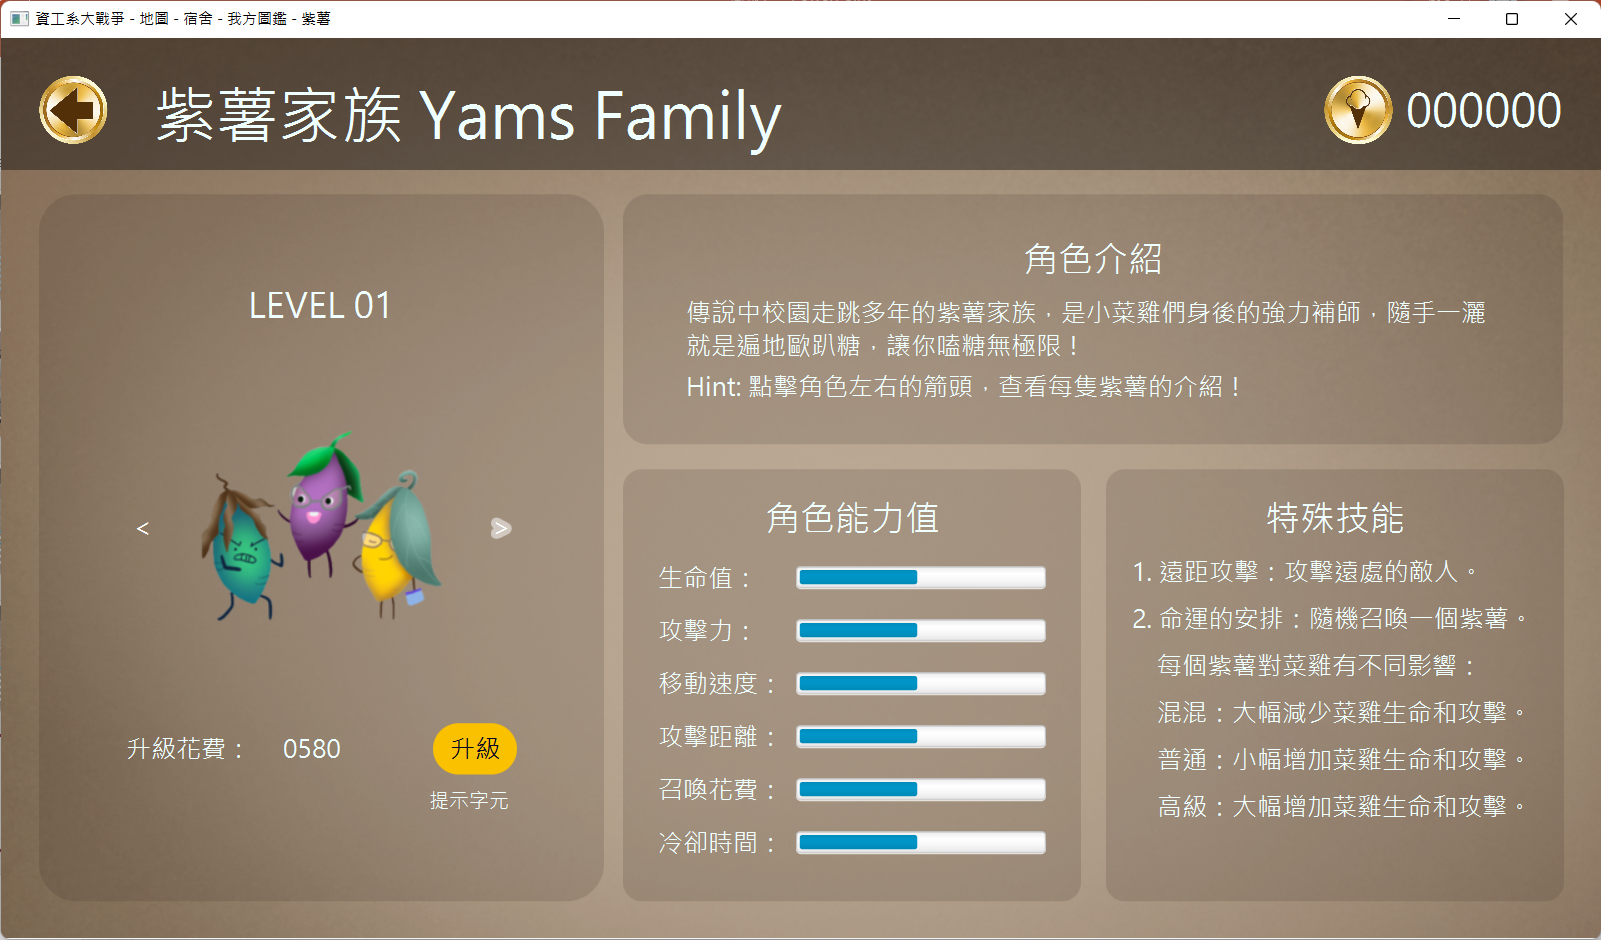 資工系大戰爭 - 地圖 - 宿舍 - 我方圖鑑 - 紫薯
紫薯家族 Yams Family
000000
LEVEL 01
<
>
升級花費：
0580
升級
提示字元
角色介紹
傳說中校園走跳多年的紫薯家族，是小菜雞們身後的強力補師，隨手一灑
就是遍地歐趴糖，讓你嗑糖無極限！
Hint: 點擊角色左右的箭頭，查看每隻紫薯的介紹！
角色能力值
生命值：
攻擊力：
移動速度：
攻擊距離：
召喚花費：
冷卻時間：
特殊技能
1. 遠距攻擊：攻擊遠處的敵人。
2. 命運的安排：隨機召喚一個紫薯。
每個紫薯對菜雞有不同影響：
混混：大幅減少菜雞生命和攻擊。
普通：小幅增加菜雞生命和攻擊。
高級：大幅增加菜雞生命和攻擊。